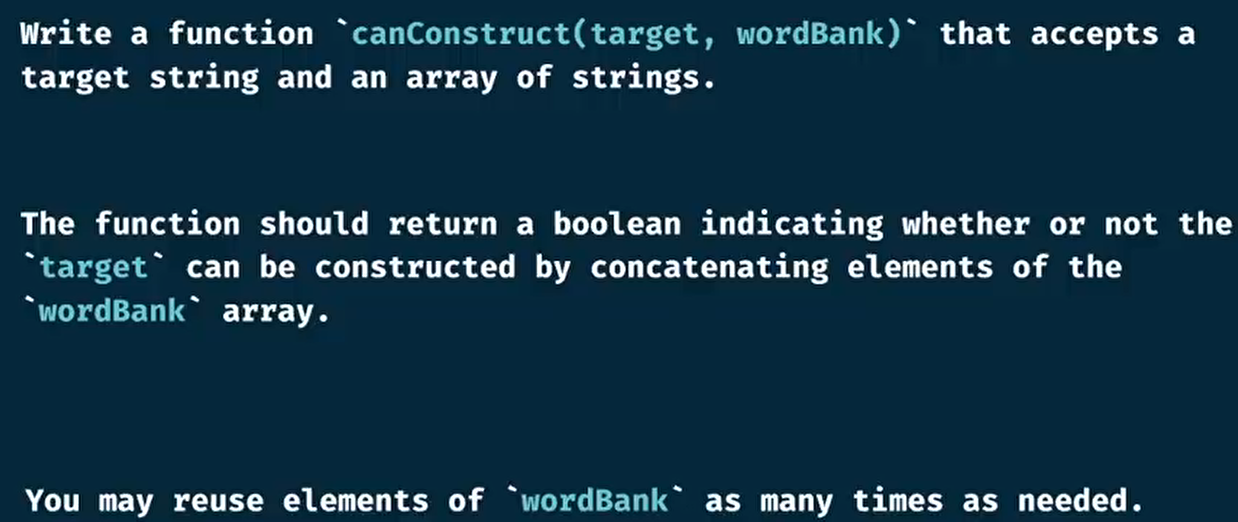 Write a function `canConstruct(target, wordBank)` that accepts a
target string and an array of strings.
The function should return a boolean indicating whether or not the
`target` can be constructed by concatenating elements of the
`wordBank` array.
You may reuse elements of `wordBank` as many times as needed.